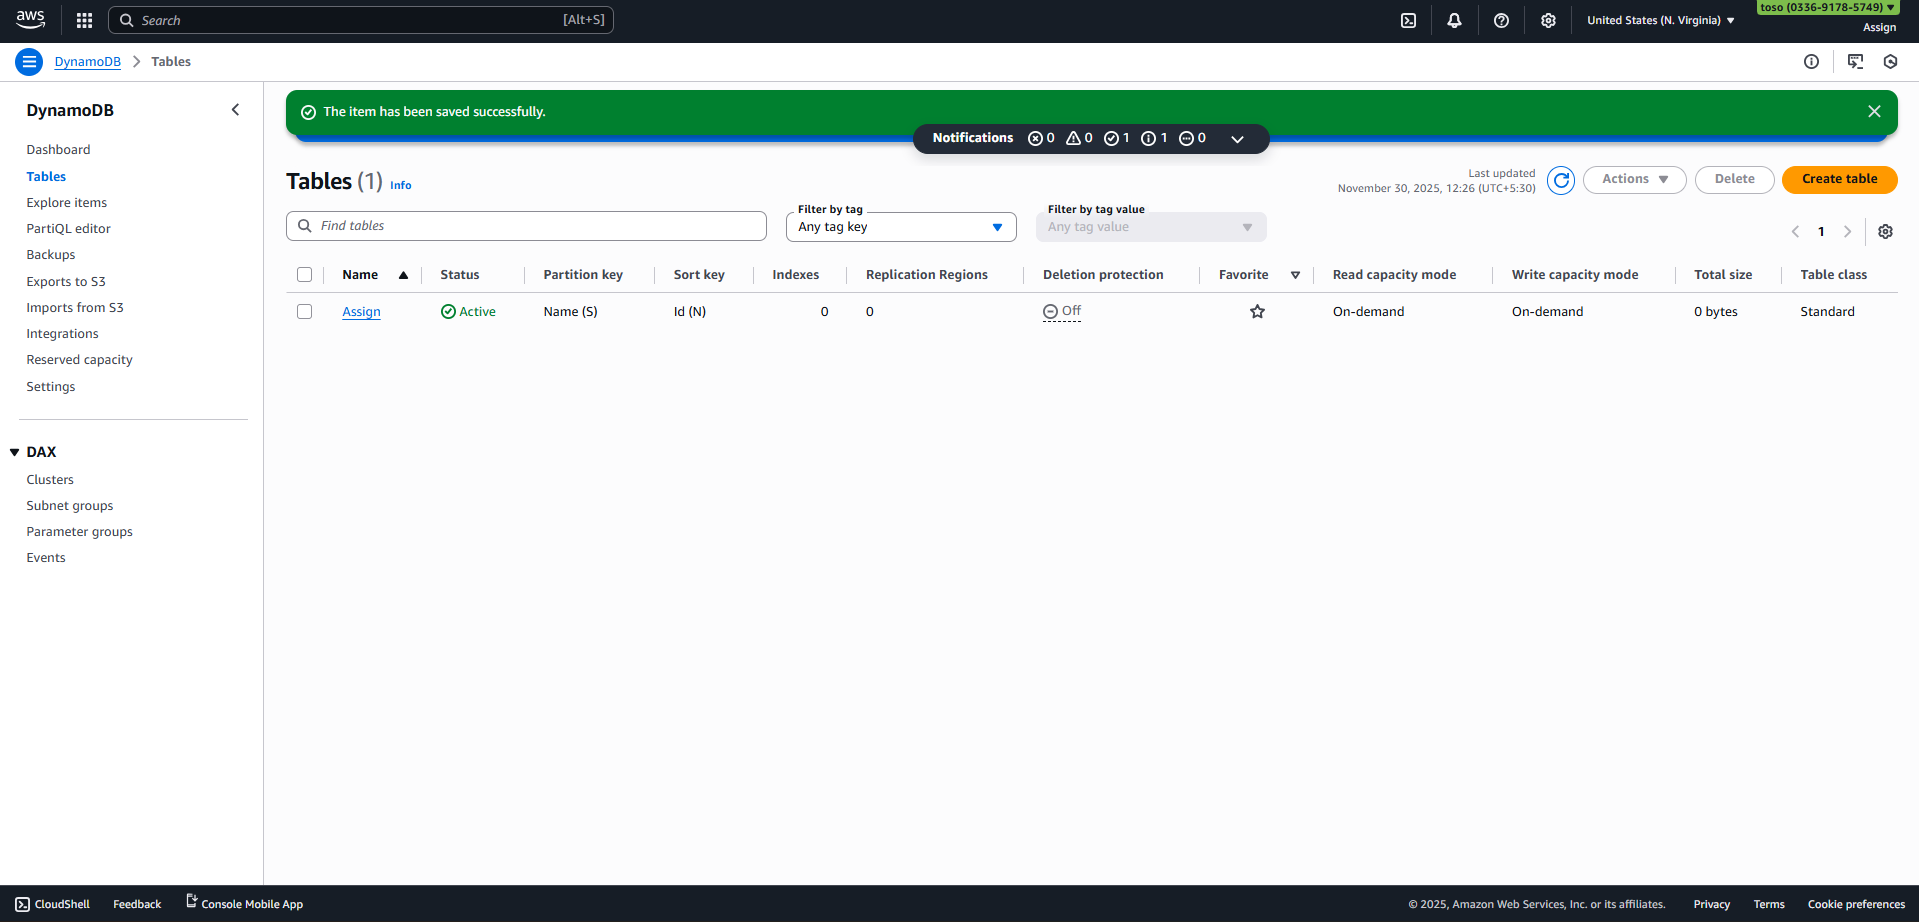 aws
Search [Alt+S]
United States (N. Virginia) ▼
toso (0336-9178-5749) ▼
Assign
DynamoDB > Tables
DynamoDB
Dashboard
Tables
Explore items
PartiQL editor
Backups
Exports to S3
Imports from S3
Integrations
Reserved capacity
Settings
DAX
Clusters
Subnet groups
Parameter groups
Events
The item has been saved successfully.
Notifications 0 0 1 1 0
Tables (1) Info
Last updated
November 30, 2025, 12:26 (UTC+5:30)
Actions Delete Create table
Find tables
Filter by tag
Any tag key
Filter by tag value
Any tag value
1
Name Status Partition key Sort key Indexes Replication Regions Deletion protection Favorite Read capacity mode Write capacity mode Total size Table class
Assign Active Name (S) Id (N) 0 0 Off On-demand On-demand 0 bytes Standard
CloudShell Feedback Console Mobile App
© 2025, Amazon Web Services, Inc. or its affiliates. Privacy Terms Cookie preferences